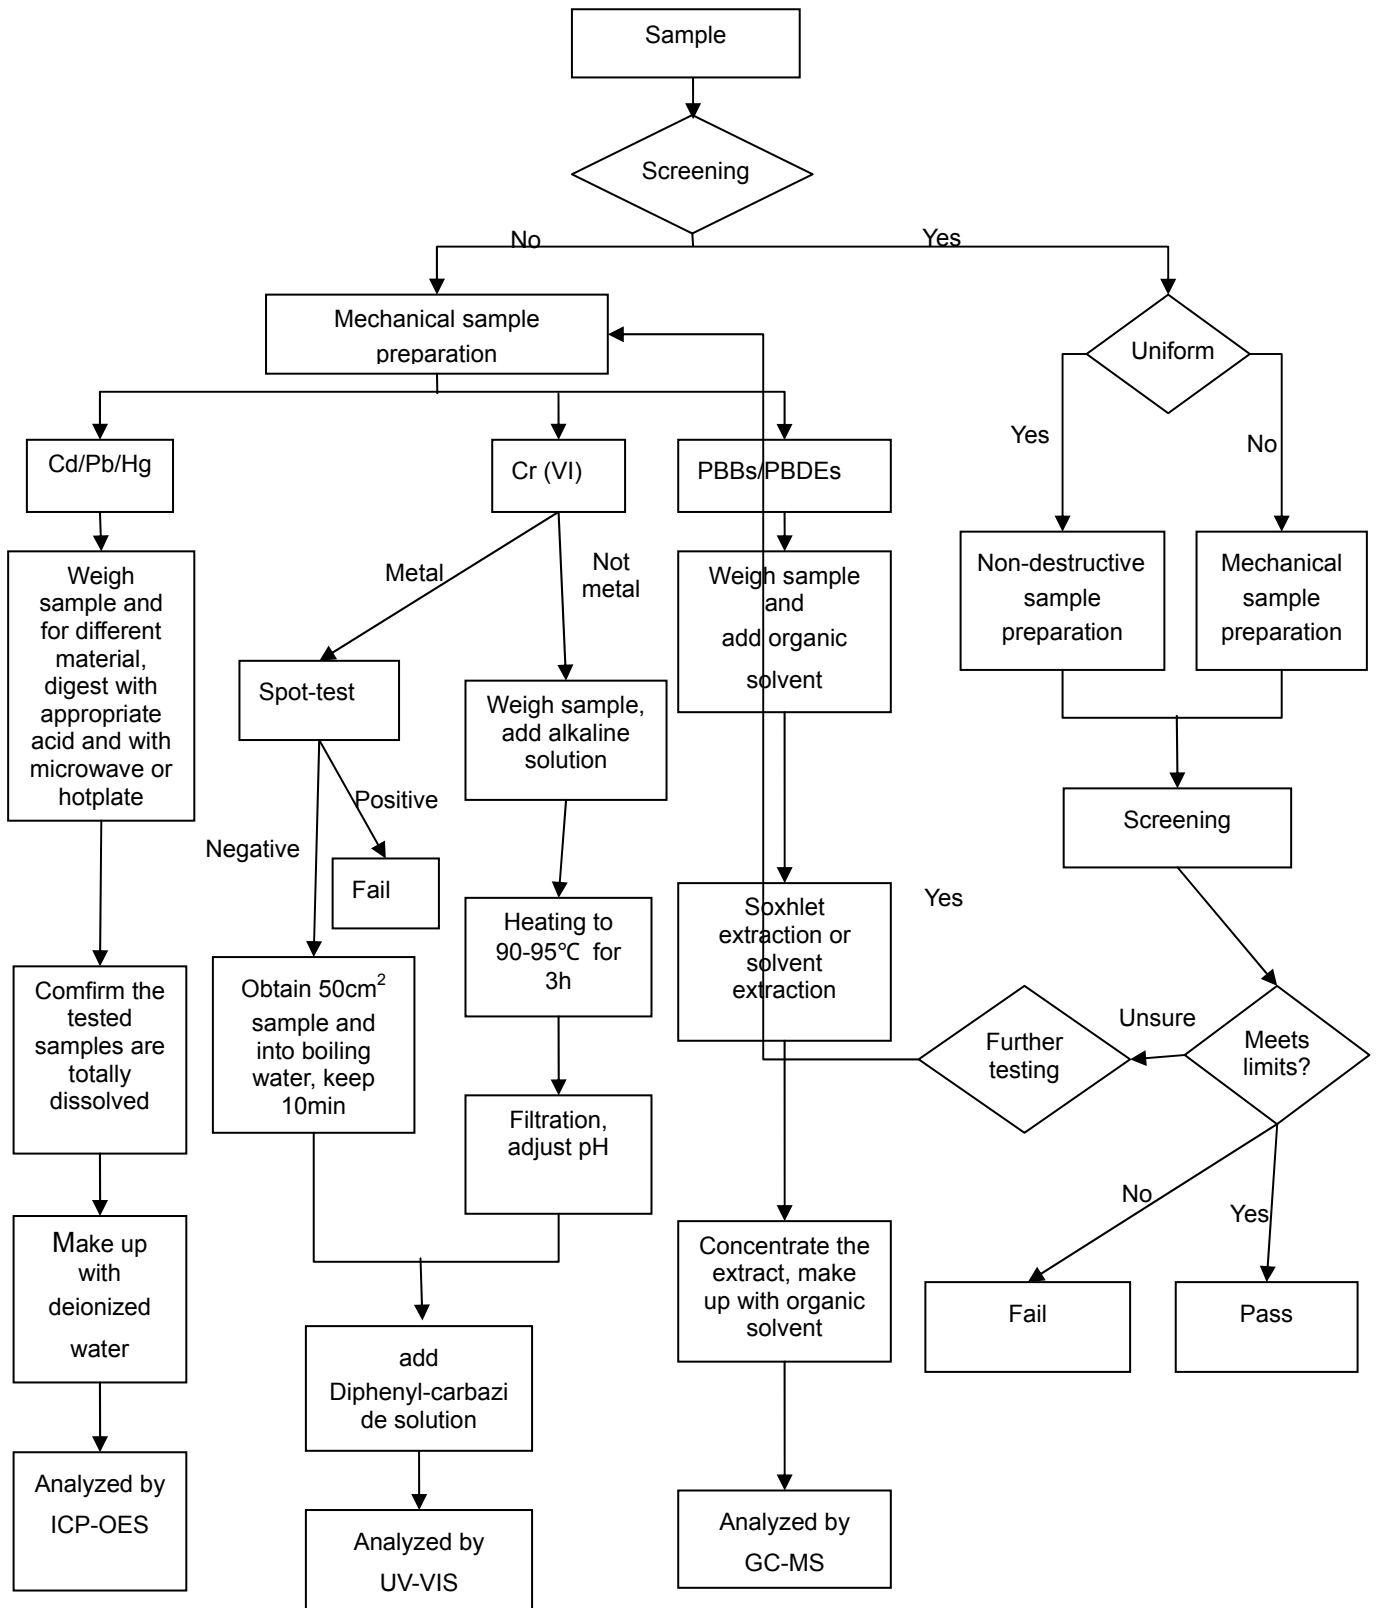 Sample
Screening
No
Yes
Mechanical sample
preparation
Uniform
Yes
No
Cd/Pb/Hg
Cr (VI)
PBBs/PBDEs
Metal
Not
metal
Weigh
sample and
for different
material,
digest with
appropriate
acid and with
microwave or
hotplate
Weigh sample
and
add organic
solvent
Non-destructive
sample
preparation
Mechanical
sample
preparation
Spot-test
Weigh sample,
add alkaline
solution
Positive
Negative
Fail
Screening
Yes
Heating to
90-95℃ for
3h
Soxhlet
extraction or
solvent
extraction
Comfirm the
tested
samples are
totally
dissolved
Obtain 50cm²
sample and
into boiling
water, keep
10min
Unsure
Further
testing
Meets
limits?
Filtration,
adjust pH
No
Yes
Make up
with
deionized
water
Concentrate the
extract, make
up with organic
solvent
Fail
Pass
add
Diphenyl-carbazi
de solution
Analyzed by
ICP-OES
Analyzed by
UV-VIS
Analyzed by
GC-MS